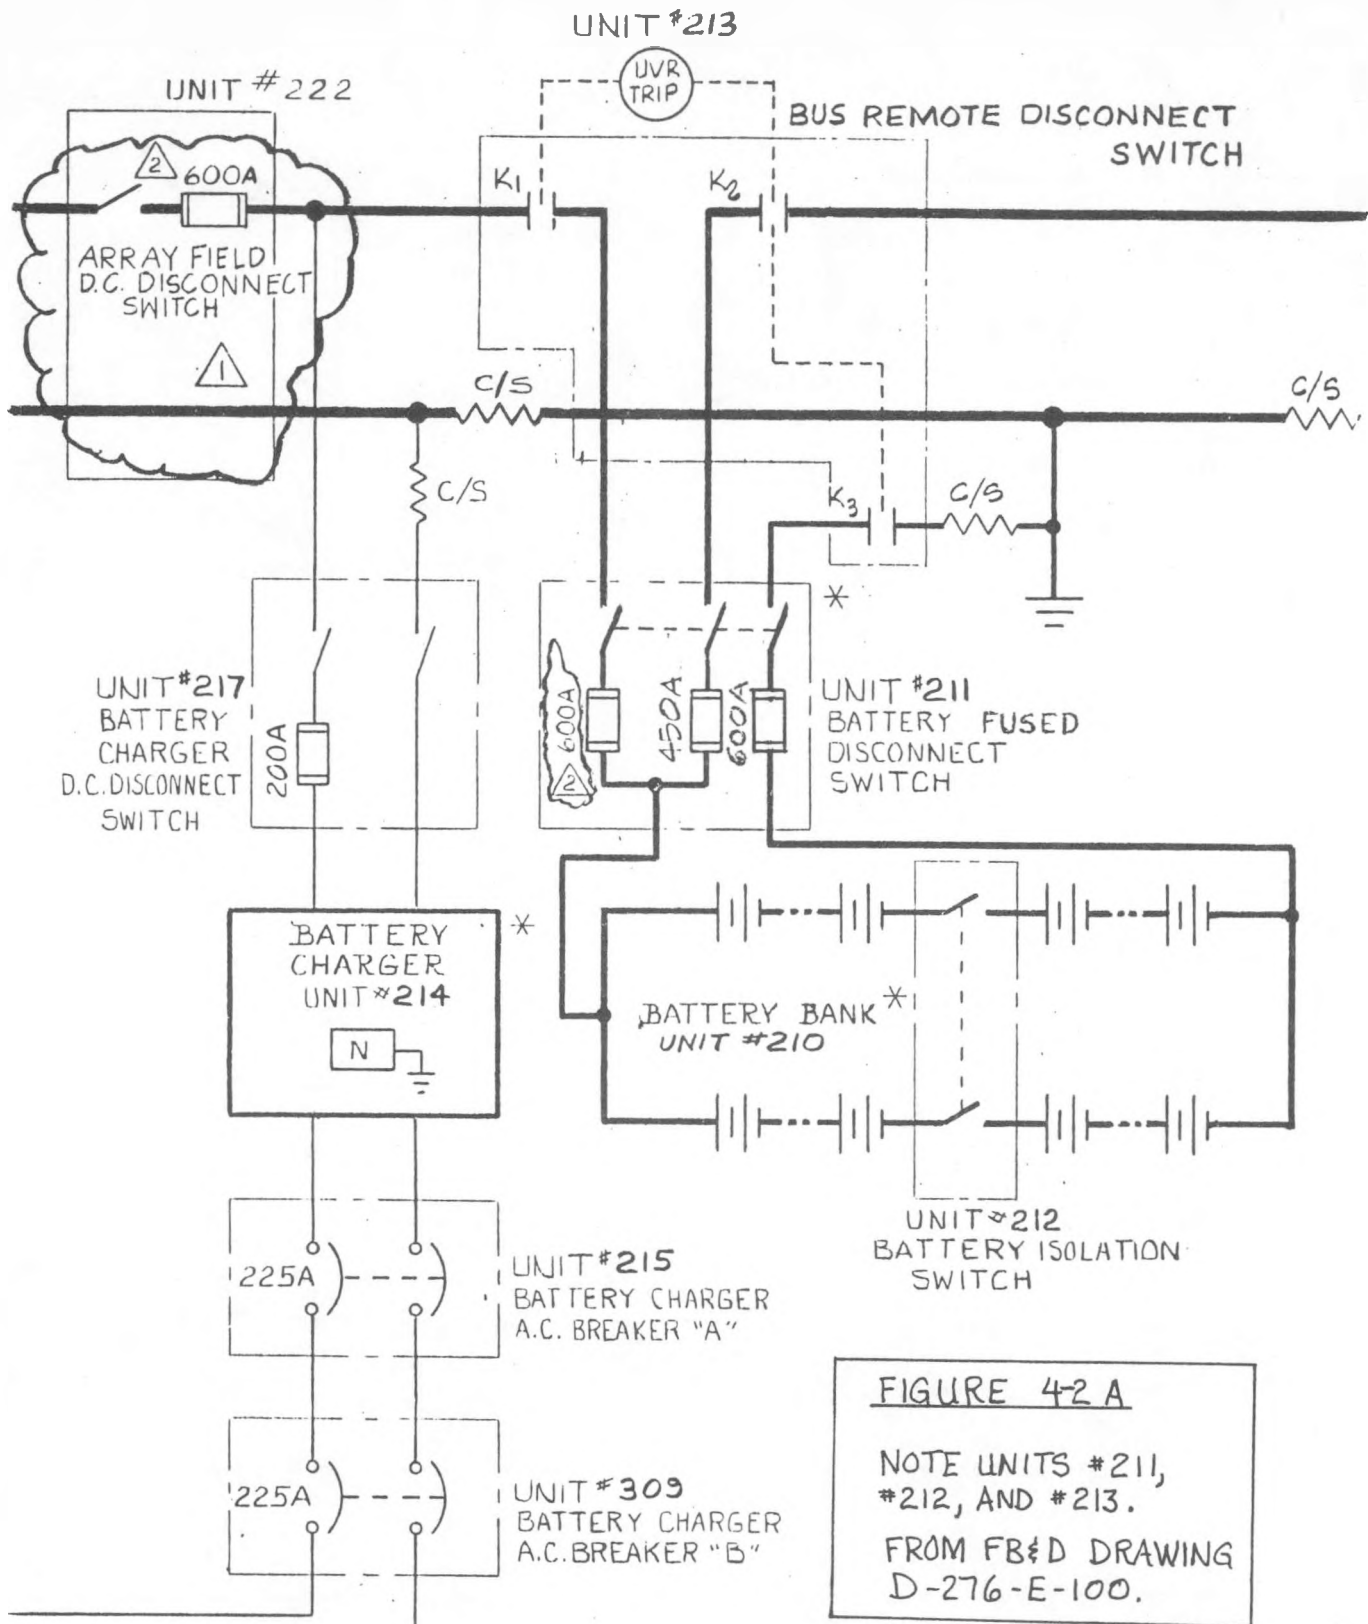 UNIT #213
UVR
TRIP
UNIT #222
BUS REMOTE DISCONNECT
SWITCH
2
600A
K1
K2
ARRAY FIELD
D.C. DISCONNECT
SWITCH
1
C/S
C/S
C/S
K3
C/S
*
UNIT #217
BATTERY
CHARGER
D.C. DISCONNECT
SWITCH
200A
600A
2
450A
600A
UNIT #211
BATTERY FUSED
DISCONNECT
SWITCH
BATTERY
CHARGER
UNIT #214
*
N
BATTERY BANK *
UNIT #210
UNIT #212
BATTERY ISOLATION
SWITCH
225A
UNIT #215
BATTERY CHARGER
A.C. BREAKER "A"
225A
UNIT #309
BATTERY CHARGER
A.C. BREAKER "B"
FIGURE 4-2 A
NOTE UNITS #211,
#212, AND #213.
FROM FB&D DRAWING
D-276-E-100.